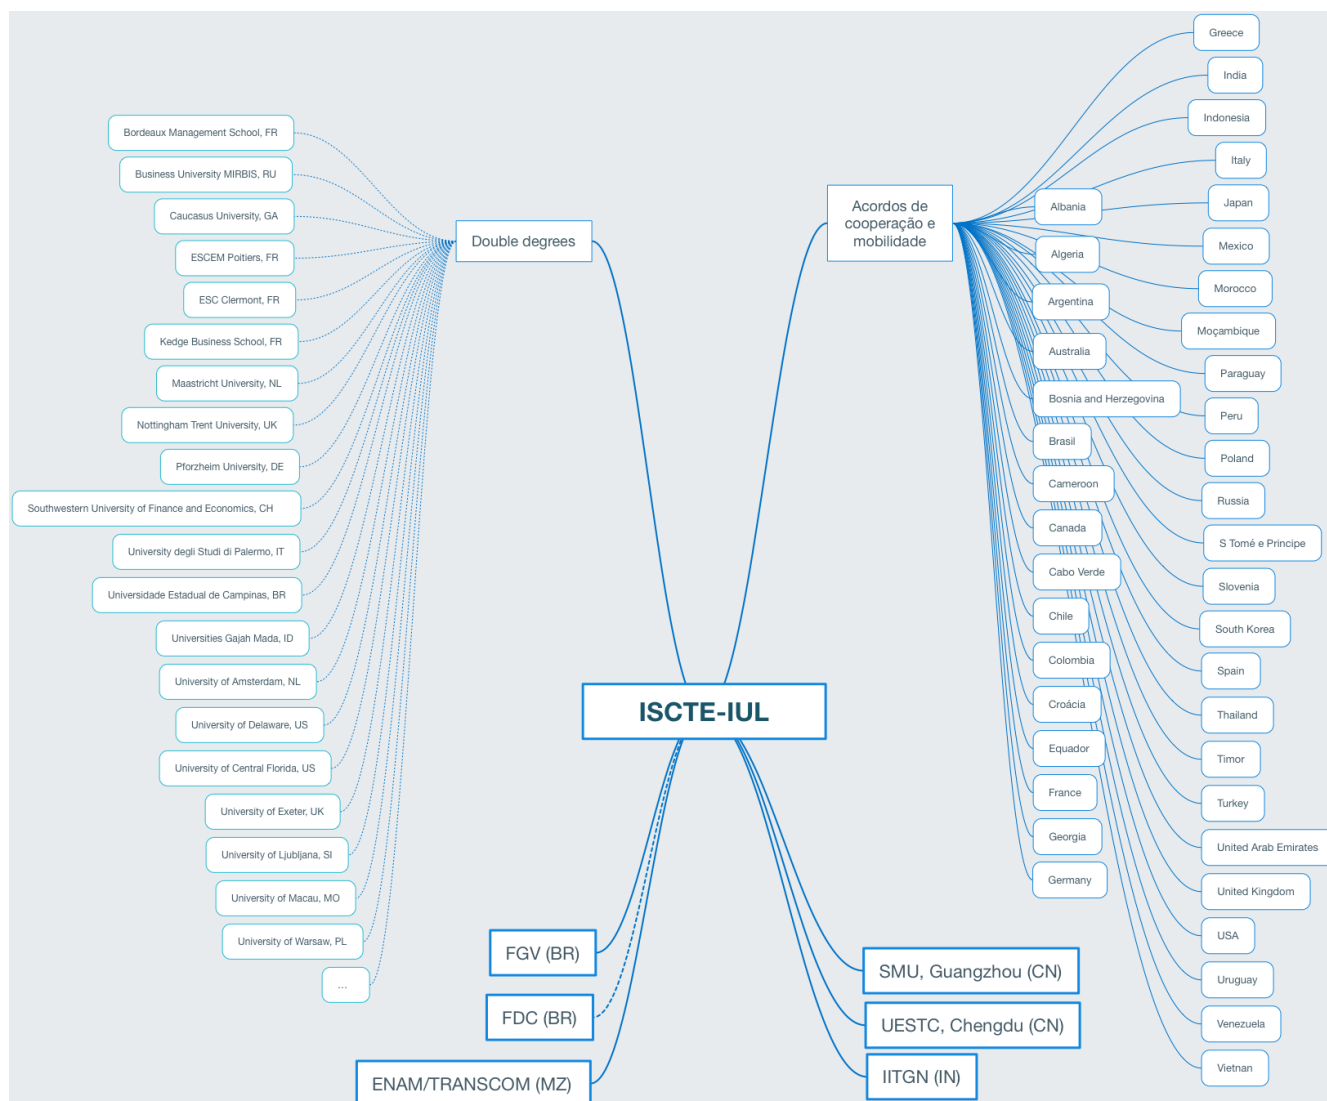 Bordeaux Management School, FR
Business University MIRBIS, RU
Caucasus University, GA
ESCEM Poitiers, FR
ESC Clermont, FR
Kedge Business School, FR
Maastricht University, NL
Nottingham Trent University, UK
Pforzheim University, DE
Southwestern University of Finance and Economics, CH
University degli Studi di Palermo, IT
Universidade Estadual de Campinas, BR
Universities Gajah Mada, ID
University of Amsterdam, NL
University of Delaware, US
University of Central Florida, US
University of Exeter, UK
University of Ljubljana, SI
University of Macau, MO
University of Warsaw, PL
...
Double degrees
Acordos de
cooperação e
mobilidade
Albania
Algeria
Argentina
Australia
Bosnia and Herzegovina
Brasil
Cameroon
Canada
Cabo Verde
Chile
Colombia
Croácia
Equador
France
Georgia
Germany
Greece
India
Indonesia
Italy
Japan
Mexico
Morocco
Moçambique
Paraguay
Peru
Poland
Russia
S Tomé e Principe
Slovenia
South Korea
Spain
Thailand
Timor
Turkey
United Arab Emirates
United Kingdom
USA
Uruguay
Venezuela
Vietnan
ISCTE-IUL
FGV (BR)
FDC (BR)
ENAM/TRANSCOM (MZ)
SMU, Guangzhou (CN)
UESTC, Chengdu (CN)
IITGN (IN)